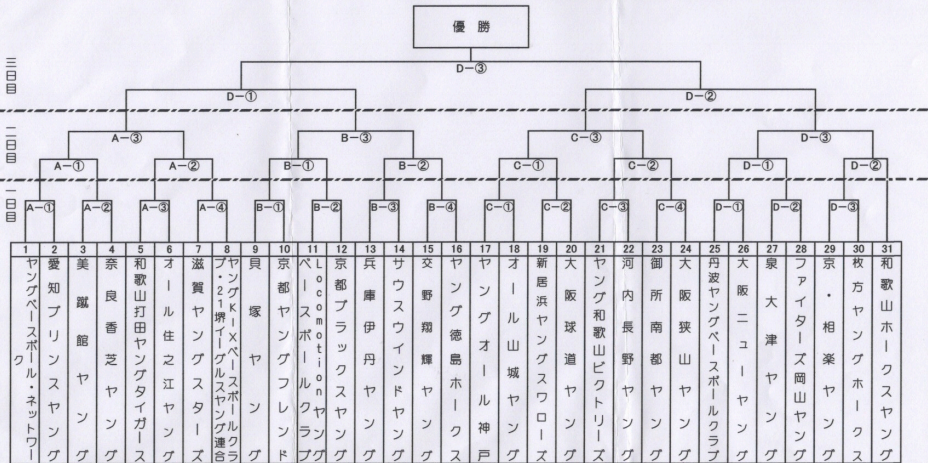 優勝
三日目
D-③
D-① D-②
二日目
A-③ B-③ C-③ D-③
A-① A-② B-① B-② C-① C-② D-① D-②
一日目
A-① A-② A-③ A-④ B-① B-② B-③ B-④ C-① C-② C-③ C-④ D-① D-② D-③
1 2 3 4 5 6 7 8 9 10 11 12 13 14 15 16 17 18 19 20 21 22 23 24 25 26 27 28 29 30 31
ヤングベースボール・ネットワーク
愛知プリンスヤング
美蹴館ヤング
奈良香芝ヤング
和歌山打田ヤングタイガース
オール住之江ヤング
滋賀ヤングスターズ
ヤングKIXベースボールクラブ・21堺イーグルスヤング連合
貝塚ヤング
京都ヤングフレンド
Locomotionヤングベースボールクラブ
京都ブラックスヤング
兵庫伊丹ヤング
サウスウインドヤング
交野翔輝ヤング
ヤング徳島ホークス
ヤングオール神戸
オール山城ヤング
新居浜ヤングスワローズ
大阪球道ヤング
ヤング和歌山ビクトリーズ
河内長野ヤング
御所南都ヤング
大阪狭山ヤング
丹波ヤングベースボールクラブ
大阪ニューヤング
泉大津ヤング
ファイターズ岡山ヤング
京・相楽ヤング
枚方ヤングホークス
和歌山ホークスヤング